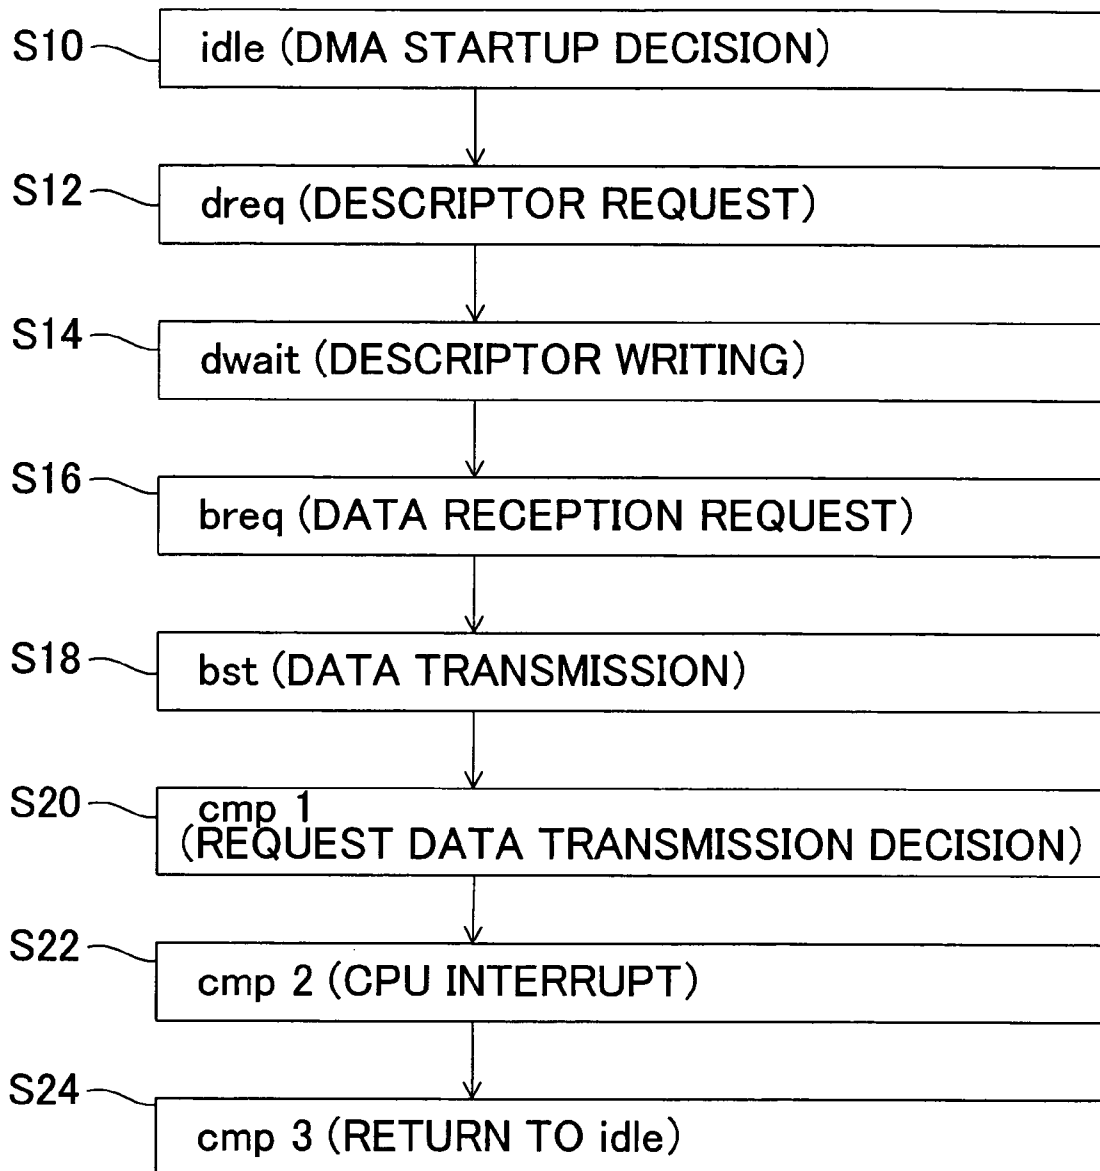 S10 idle (DMA STARTUP DECISION)
S12 dreq (DESCRIPTOR REQUEST)
S14 dwait (DESCRIPTOR WRITING)
S16 breq (DATA RECEPTION REQUEST)
S18 bst (DATA TRANSMISSION)
S20 cmp 1
(REQUEST DATA TRANSMISSION DECISION)
S22 cmp 2 (CPU INTERRUPT)
S24 cmp 3 (RETURN TO idle)